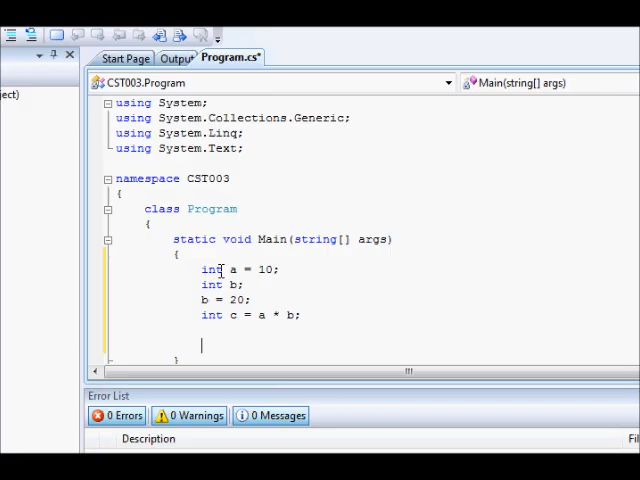 Start Page Output Program.cs*
ject)
CST003.Program Main(string[] args)
using System;
using System.Collections.Generic;
using System.Linq;
using System.Text;
namespace CST003
{
class Program
{
static void Main(string[] args)
{
int a = 10;
int b;
b = 20;
int c = a * b;
}
Error List
0 Errors 0 Warnings 0 Messages
Description Fil